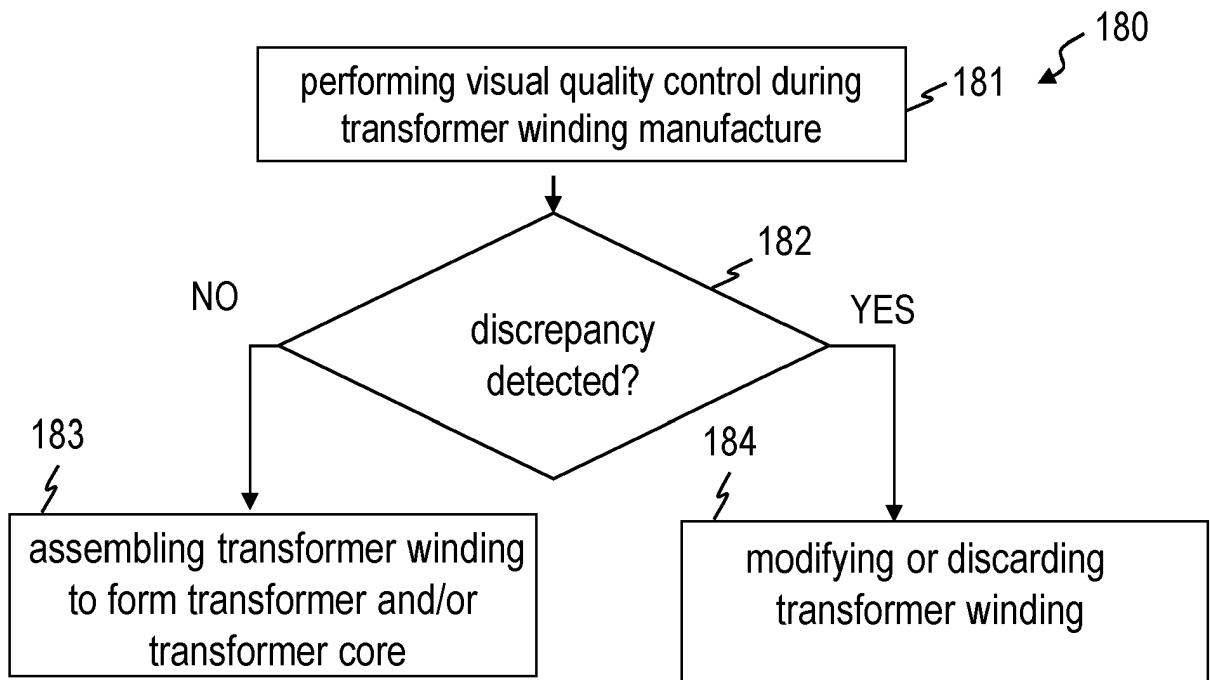 180
performing visual quality control during
transformer winding manufacture
181
182
NO
YES
discrepancy
detected?
183
184
assembling transformer winding
to form transformer and/or
transformer core
modifying or discarding
transformer winding